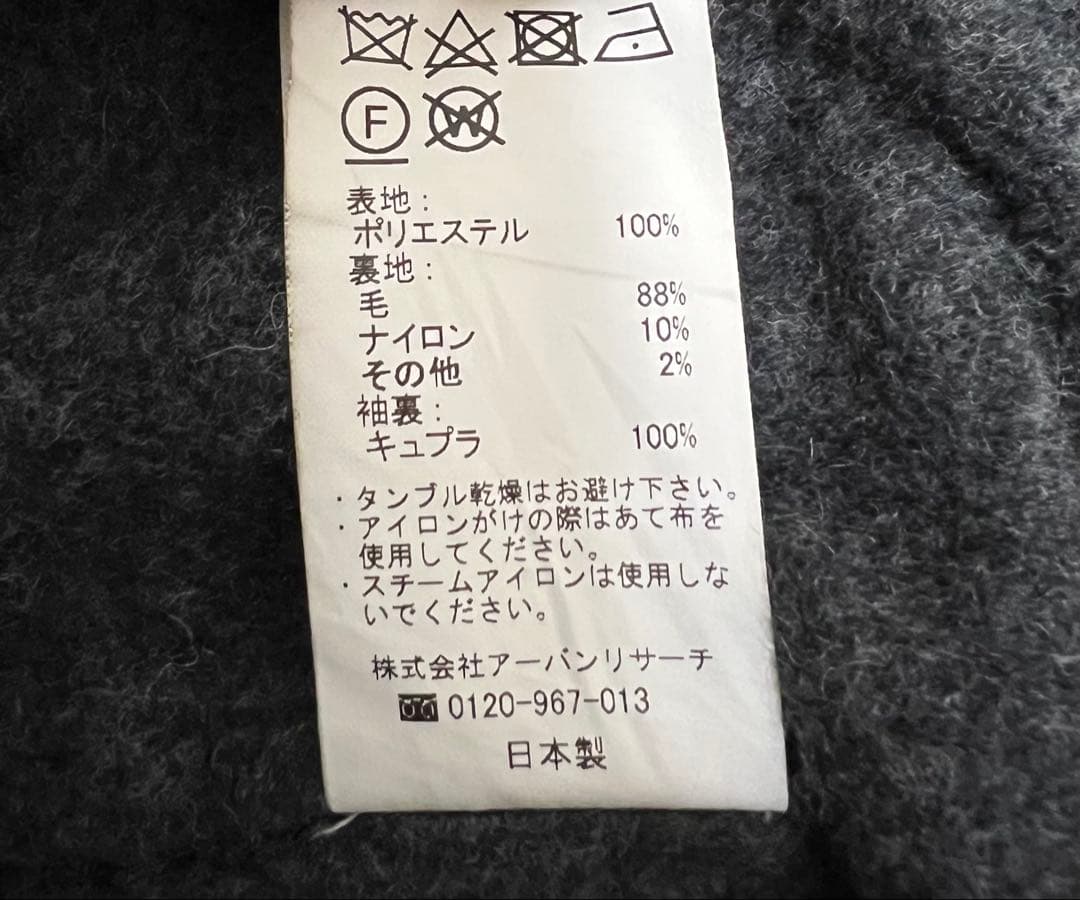 F W
表地:
ポリエステル 100%
裏地:
毛 88%
ナイロン 10%
その他 2%
袖裏:
キュプラ 100%
・タンブル乾燥はお避け下さい。
・アイロンがけの際はあて布を
使用してください。
・スチームアイロンは使用しな
いでください。
株式会社アーバンリサーチ
0120-967-013
日本製